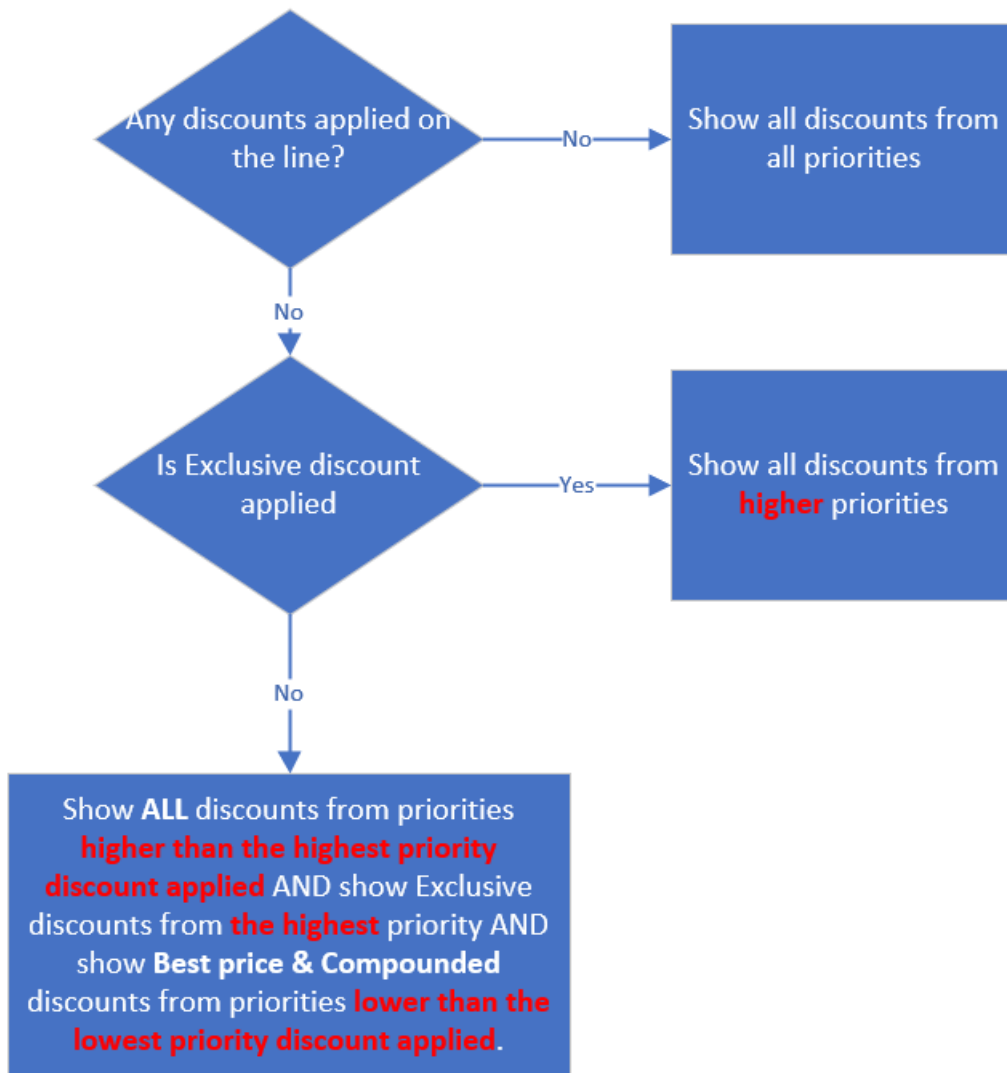 Any discounts applied on
the line?
No
Show all discounts from
all priorities
No
Is Exclusive discount
applied
Yes
Show all discounts from
higher priorities
No
Show ALL discounts from priorities
higher than the highest priority
discount applied AND show Exclusive
discounts from the highest priority AND
show Best price & Compounded
discounts from priorities lower than the
lowest priority discount applied.